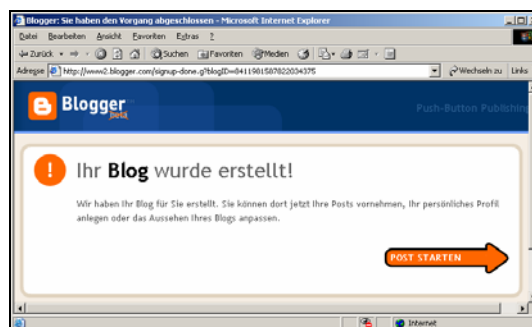 Blogger: Sie haben den Vorgang abgeschlossen - Microsoft Internet Explorer
Datei Bearbeiten Ansicht Favoriten Extras ?
Zurück Suchen Favoriten Medien
Adresse http://www2.blogger.com/signup-done.g?blogID=8411901587822034375 Wechseln zu Links
Blogger beta
Push-Button Publishing
! Ihr Blog wurde erstellt!
Wir haben Ihr Blog für Sie erstellt. Sie können dort jetzt Ihre Posts vornehmen, Ihr persönliches Profil
anlegen oder das Aussehen Ihres Blogs anpassen.
POST STARTEN
Internet